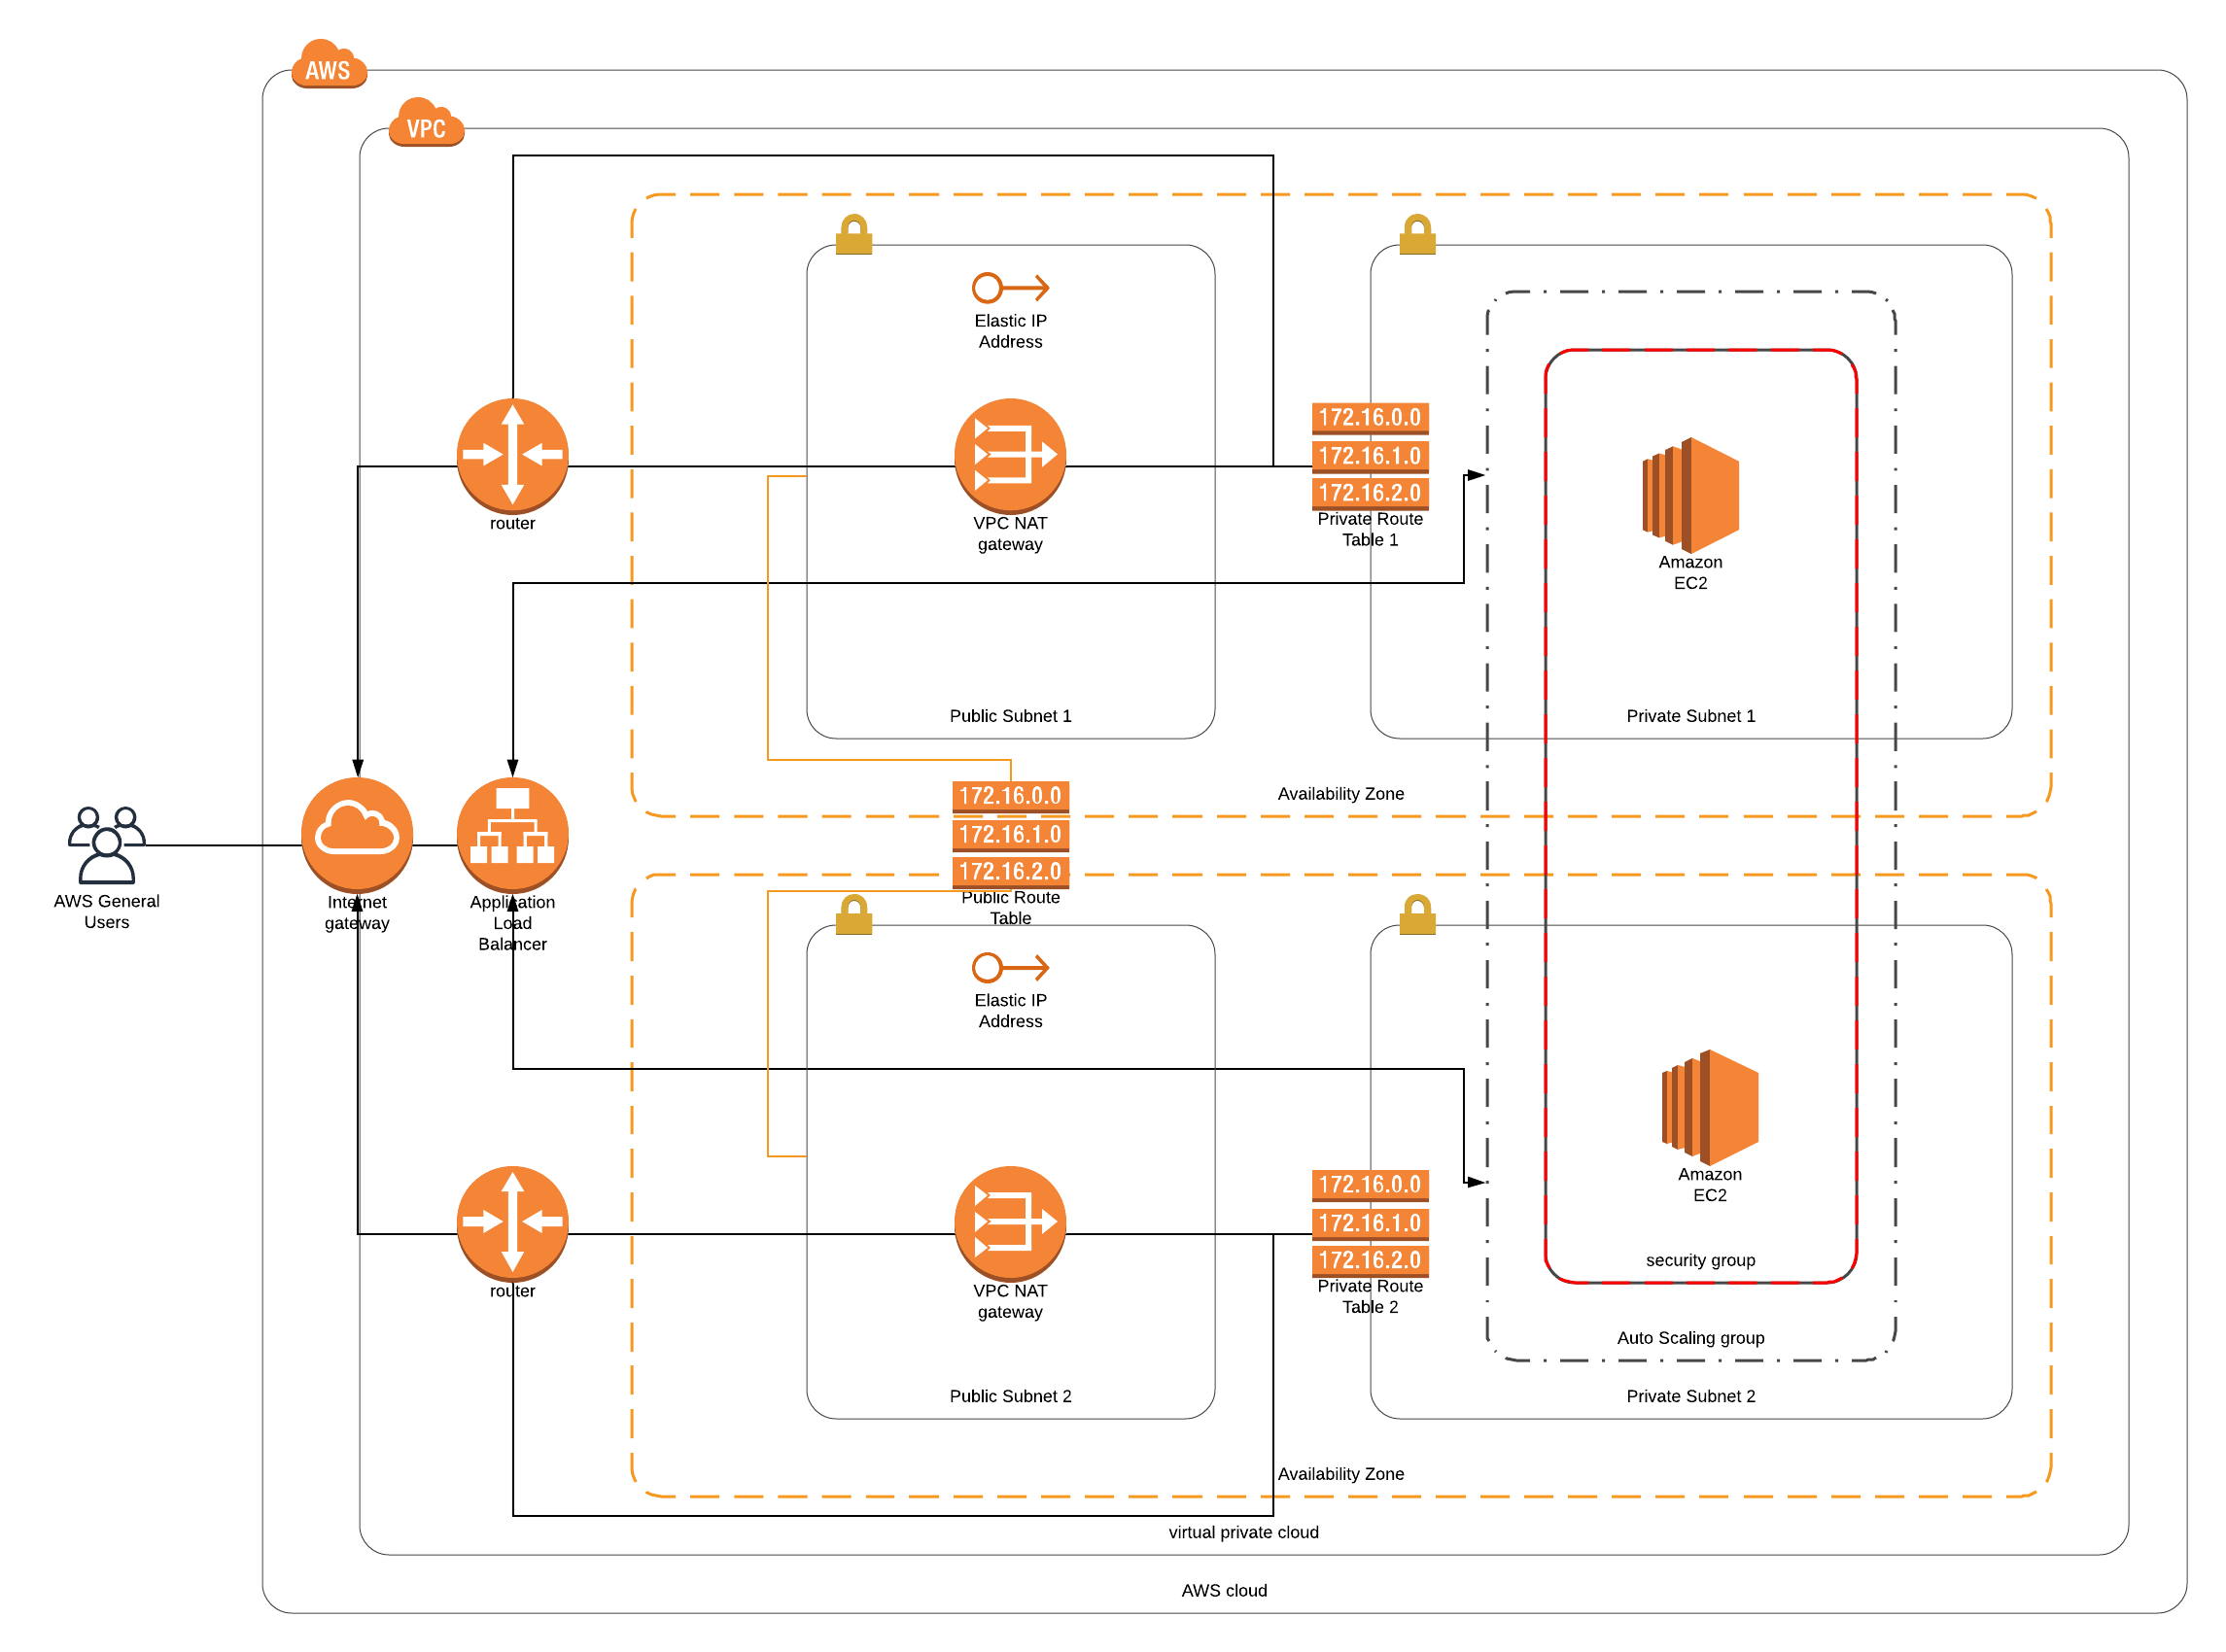 AWS
VPC
Elastic IP
Address
router
VPC NAT
gateway
172.16.0.0
172.16.1.0
172.16.2.0
Private Route
Table 1
Amazon
EC2
Public Subnet 1
Private Subnet 1
Availability Zone
AWS General
Users
Internet
gateway
Application
Load
Balancer
172.16.0.0
172.16.1.0
172.16.2.0
Public Route
Table
Elastic IP
Address
router
VPC NAT
gateway
172.16.0.0
172.16.1.0
172.16.2.0
Private Route
Table 2
Amazon
EC2
security group
Auto Scaling group
Public Subnet 2
Private Subnet 2
Availability Zone
virtual private cloud
AWS cloud